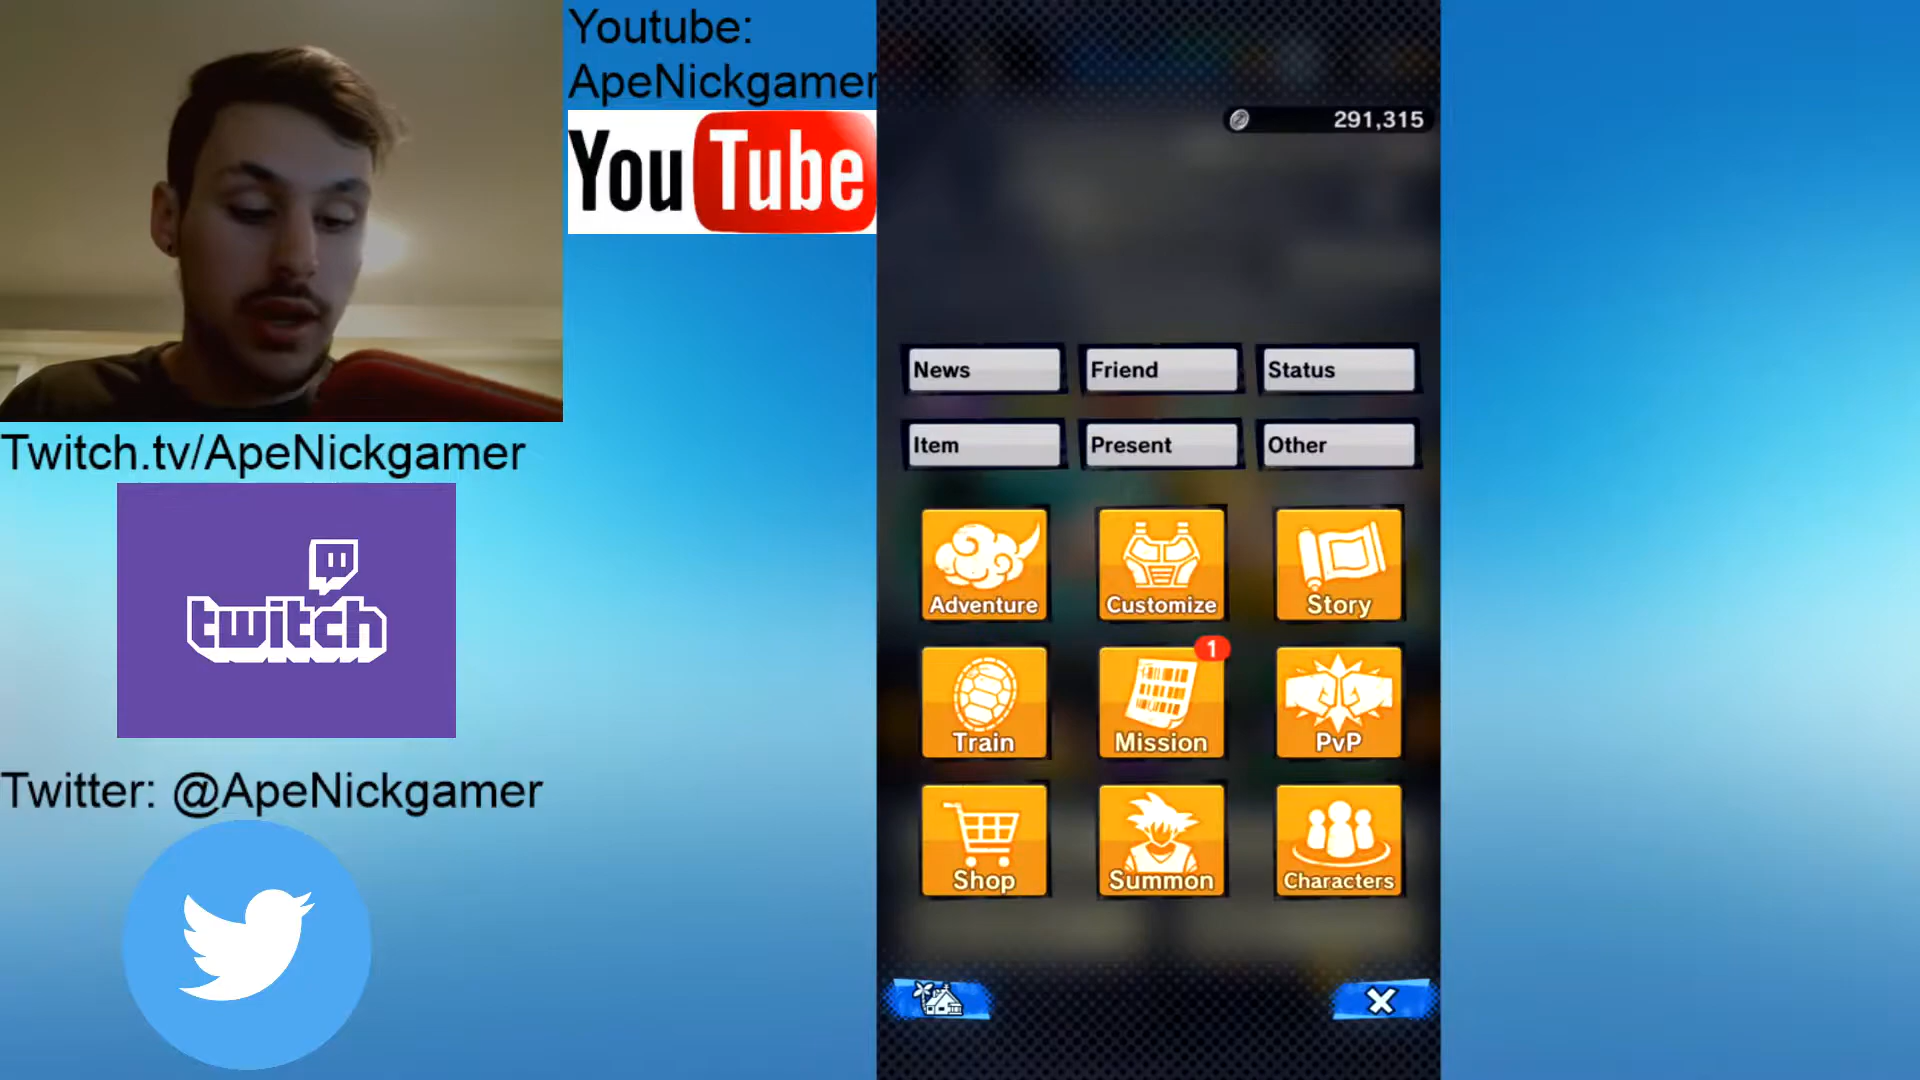 Youtube:
ApeNickgamer
YouTube
Twitch.tv/ApeNickgamer
twitch
Twitter: @ApeNickgamer
291,315
News
Friend
Status
Item
Present
Other
Adventure
Customize
Story
Train
1
Mission
PvP
Shop
Summon
Characters